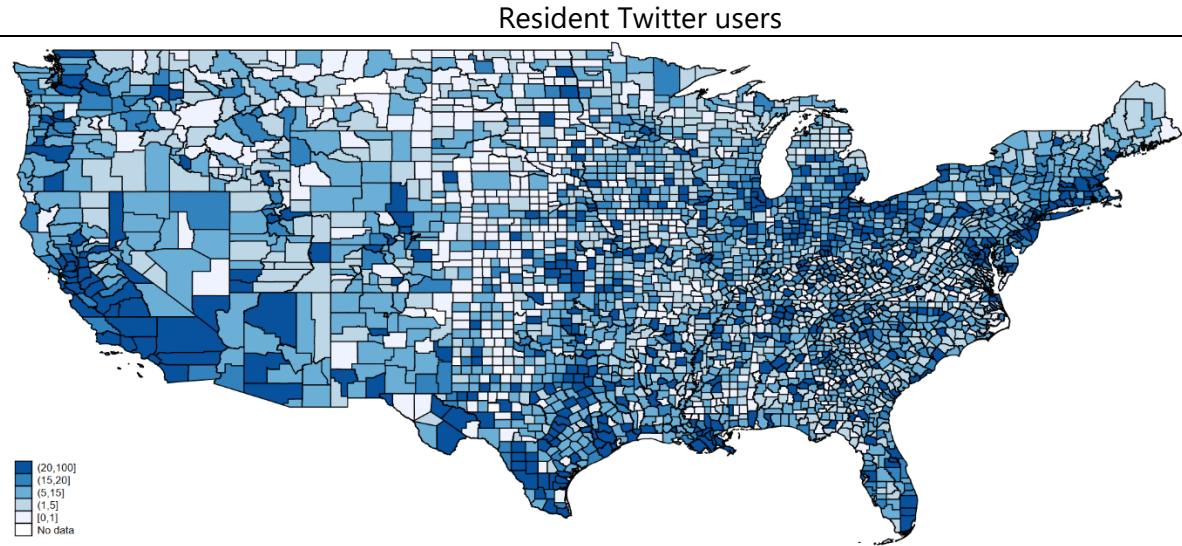 Resident Twitter users
(20,100]
(15,20]
(5,15]
(1,5]
[0,1]
No data